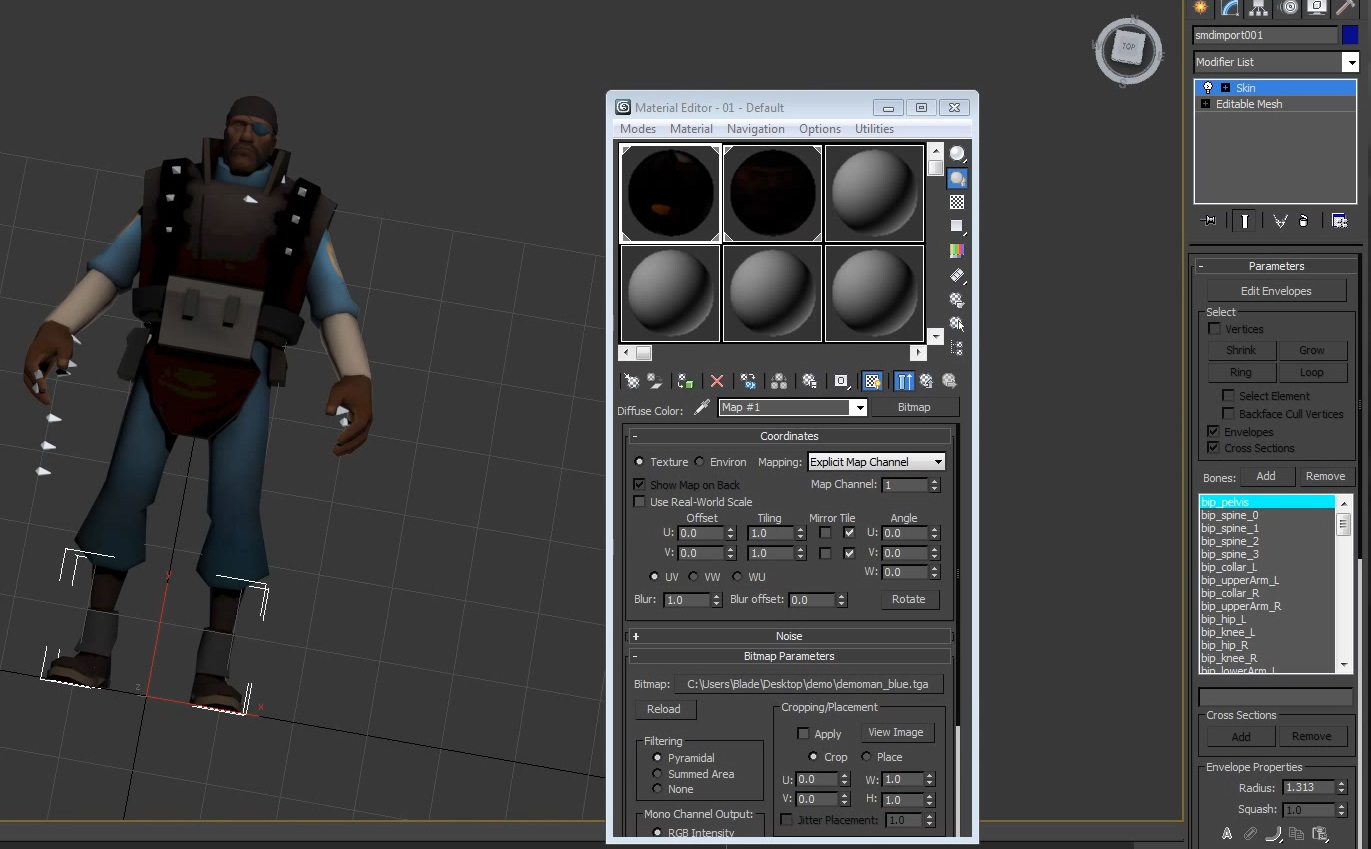 smdimport001
Modifier List
Skin
Editable Mesh
TOP
N
S
Material Editor - 01 - Default
Modes Material Navigation Options Utilities
Diffuse Color: Map #1 Bitmap
- Coordinates
Texture Environ Mapping: Explicit Map Channel
Show Map on Back Map Channel: 1
Use Real-World Scale
Offset Tiling Mirror Tile Angle
U: 0.0 1.0 U: 0.0
V: 0.0 1.0 V: 0.0
W: 0.0
UV VW WU
Blur: 1.0 Blur offset: 0.0 Rotate
+ Noise
- Bitmap Parameters
Bitmap: C:\Users\Blade\Desktop\demo\demoman_blue.tga
Reload
Cropping/Placement
Apply View Image
Crop Place
U: 0.0 W: 1.0
V: 0.0 H: 1.0
Jitter Placement: 1.0
Filtering
Pyramidal
Summed Area
None
Mono Channel Output:
RGB Intensity
- Parameters
Edit Envelopes
Select
Vertices
Shrink Grow
Ring Loop
Select Element
Backface Cull Vertices
Envelopes
Cross Sections
Bones: Add Remove
bip_pelvis
bip_spine_0
bip_spine_1
bip_spine_2
bip_spine_3
bip_collar_L
bip_upperArm_L
bip_collar_R
bip_upperArm_R
bip_hip_L
bip_knee_L
bip_hip_R
bip_knee_R
bip_lowerArm_L
Cross Sections
Add Remove
Envelope Properties
Radius: 1.313
Squash: 1.0
A
y
z
x